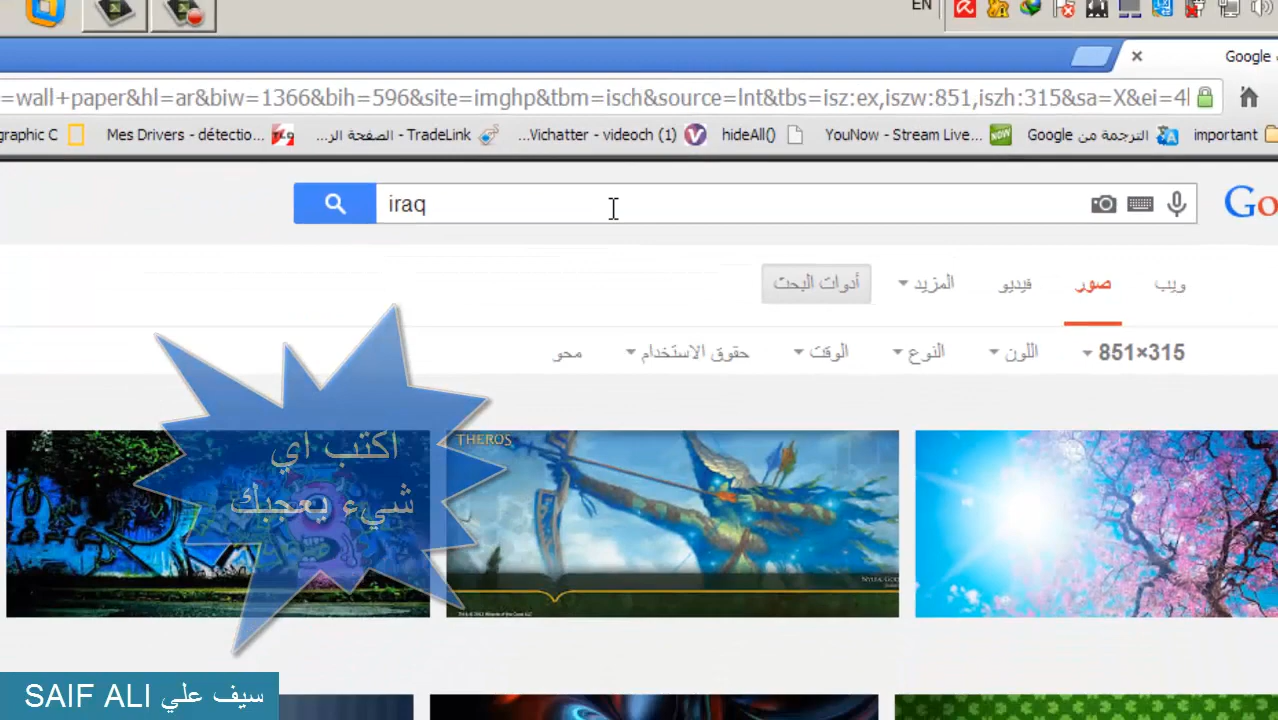 EN
Google
=wall+paper&hl=ar&biw=1366&bih=596&site=imghp&tbm=isch&source=lnt&tbs=isz:ex,iszw:851,iszh:315&sa=X&ei=4
graphic C
Mes Drivers - détectio...
TradeLink - الصفحة الر...
Vichatter - videoch (1)...
hideAll()
YouNow - Stream Live...
الترجمة من Google
important
iraq
Go
ويب
صور
فيديو
المزيد
أدوات البحث
851×315
اللون
النوع
الوقت
حقوق الاستخدام
محو
اكتب اي
شيء يعجبك
THEROS
SAIF ALI سيف علي